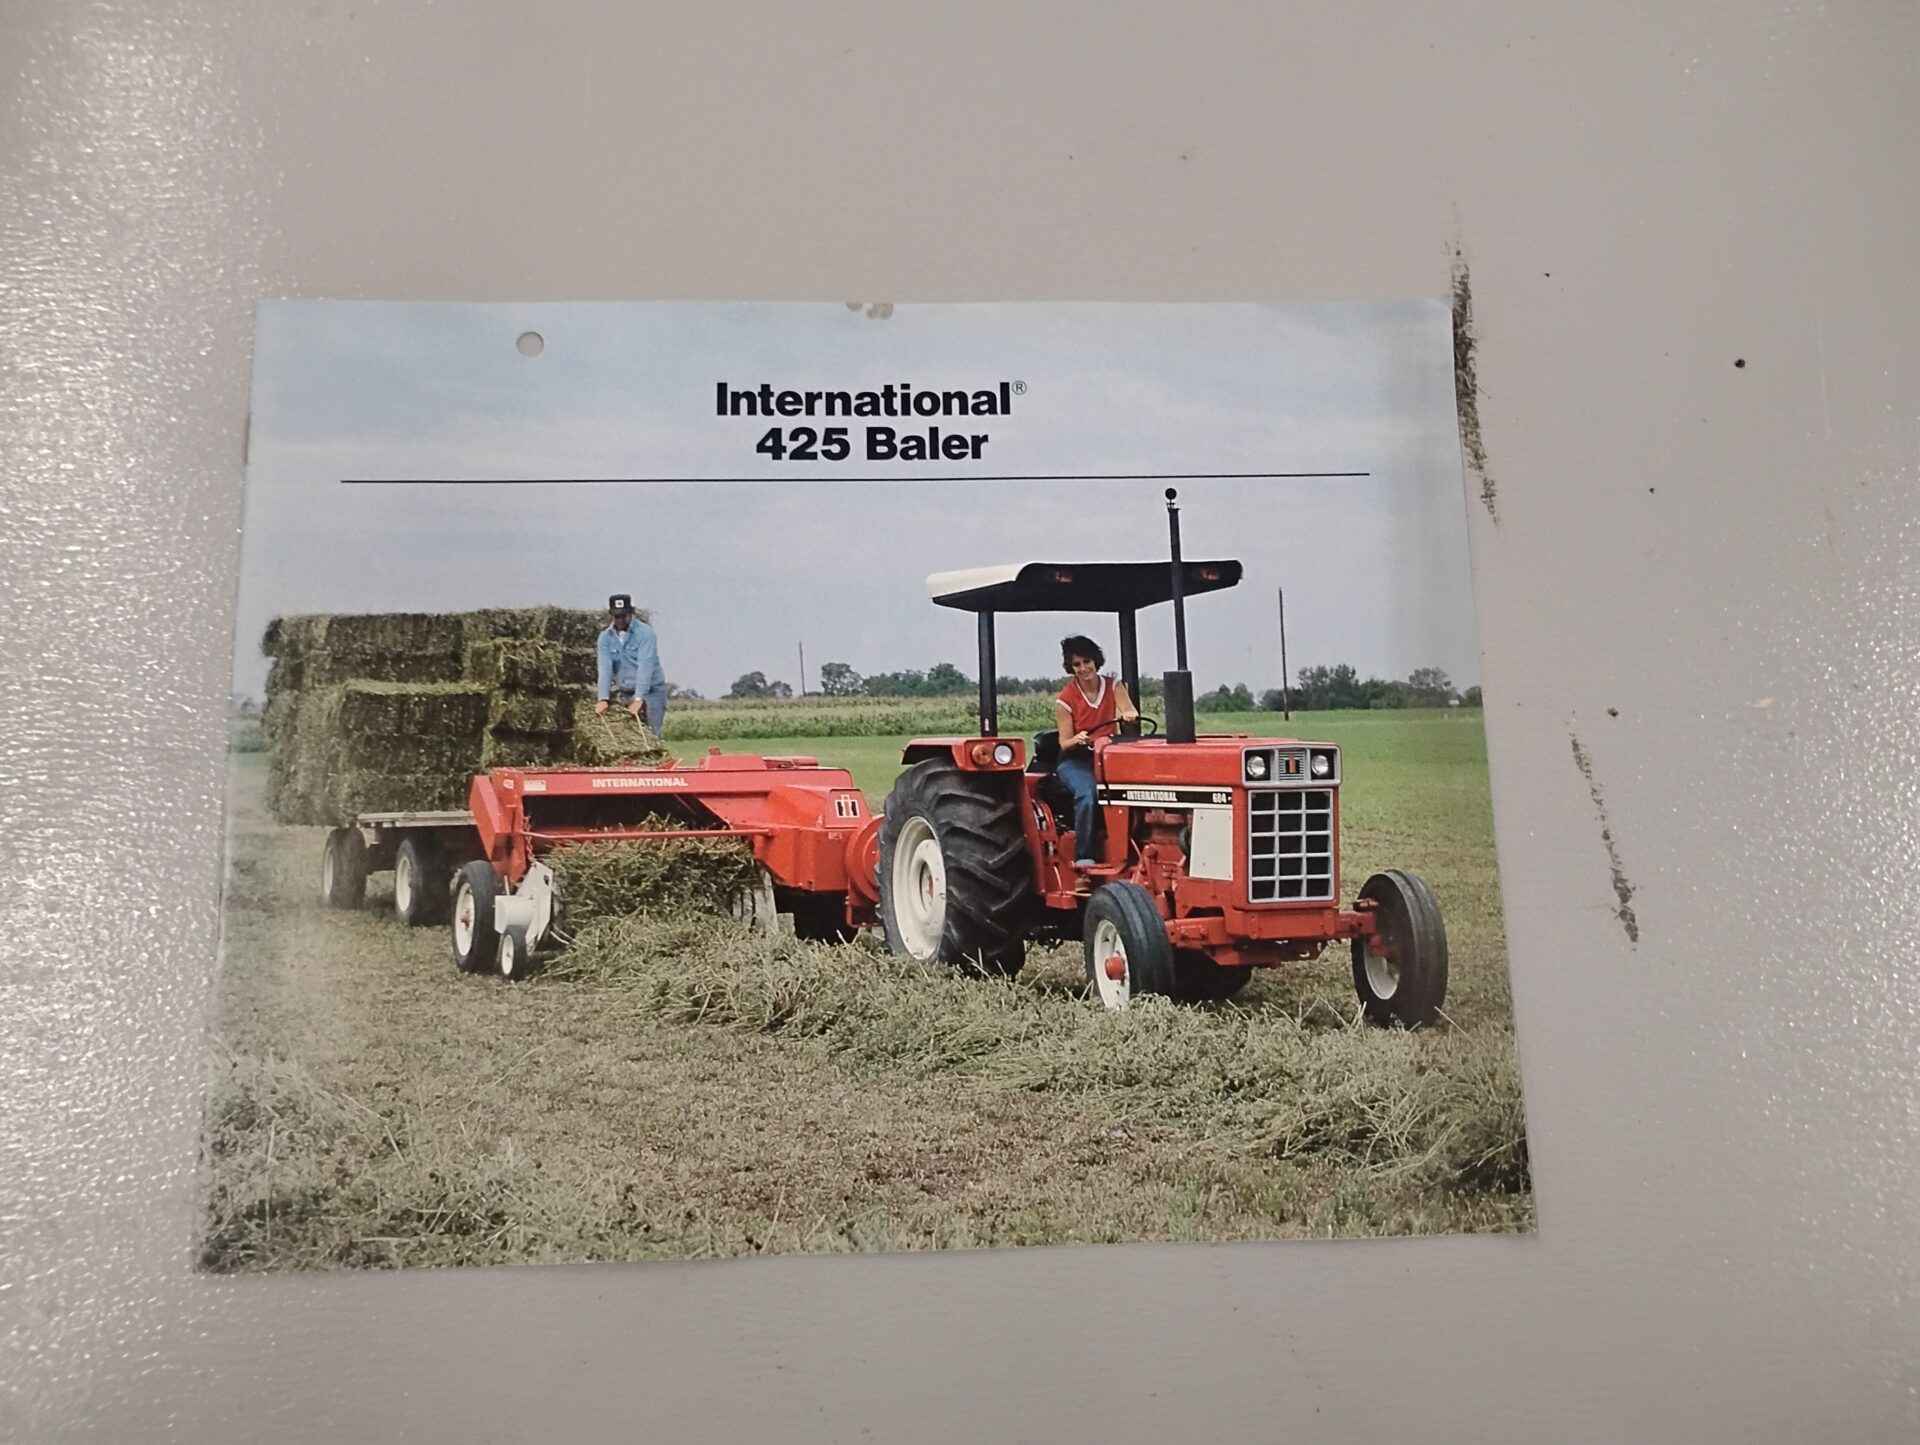 International®
425 Baler
INTERNATIONAL
INTERNATIONAL 684